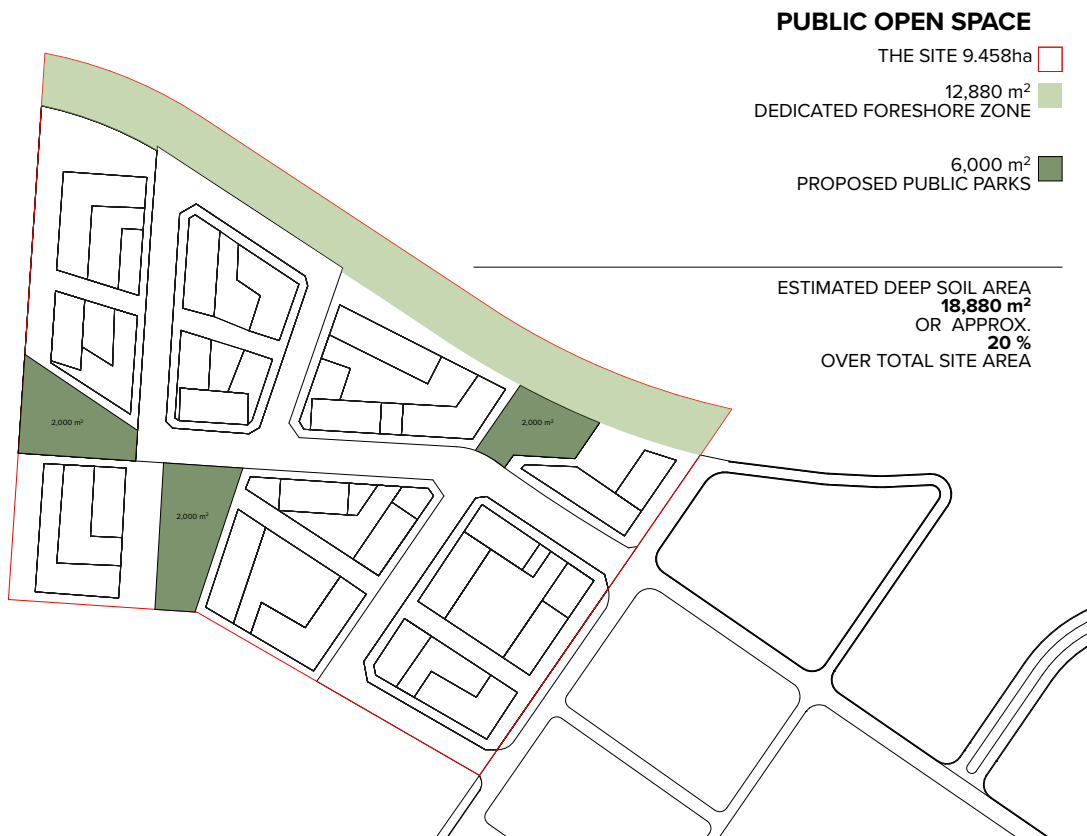 PUBLIC OPEN SPACE
THE SITE 9.458ha
12,880 m²
DEDICATED FORESHORE ZONE
6,000 m²
PROPOSED PUBLIC PARKS
ESTIMATED DEEP SOIL AREA
18,880 m²
OR APPROX.
20 %
OVER TOTAL SITE AREA
2,000 m²
2,000 m²
2,000 m²